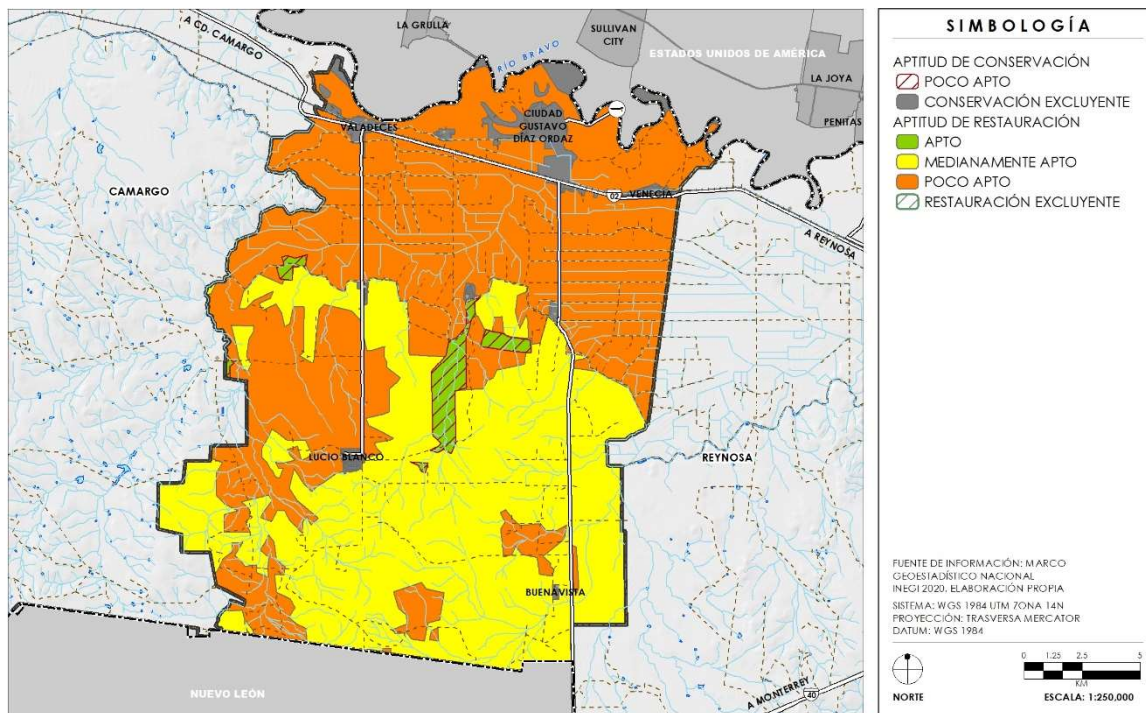 LA GRULLA
SULLIVAN
CITY
A CD. CAMARGO
RÍO BRAVO
ESTADOS UNIDOS DE AMÉRICA
LA JOYA
PENITAS
VALADECES
CIUDAD
GUSTAVO
DÍAZ ORDAZ
CAMARGO
02
VENECIA
A REYNOSA
LUCIO BLANCO
REYNOSA
BUENAVISTA
NUEVO LEÓN
A MONTERREY
40
SIMBOLOGÍA
APTITUD DE CONSERVACIÓN
POCO APTO
CONSERVACIÓN EXCLUYENTE
APTITUD DE RESTAURACIÓN
APTO
MEDIANAMENTE APTO
POCO APTO
RESTAURACIÓN EXCLUYENTE
FUENTE DE INFORMACIÓN: MARCO
GEOESTADÍSTICO NACIONAL
INEGI 2020. ELABORACIÓN PROPIA
SISTEMA: WGS 1984 UTM ZONA 14N
PROYECCIÓN: TRASVERSA MERCATOR
DATUM: WGS 1984
0 1.25 2.5 5
KM
NORTE
ESCALA: 1:250,000